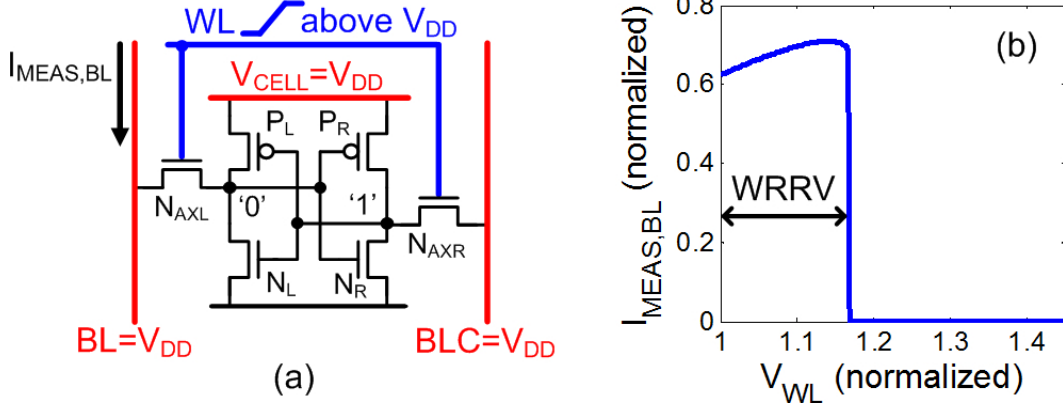 WL above VDD
IMEAS,BL
VCELL=VDD
PL PR
NAXL '0' '1' NAXR
NL NR
BL=VDD BLC=VDD
(a)
(b)
0.8
0.6
0.4
0.2
0
IMEAS,BL (normalized)
WRRV
1 1.1 1.2 1.3 1.4
VWL (normalized)